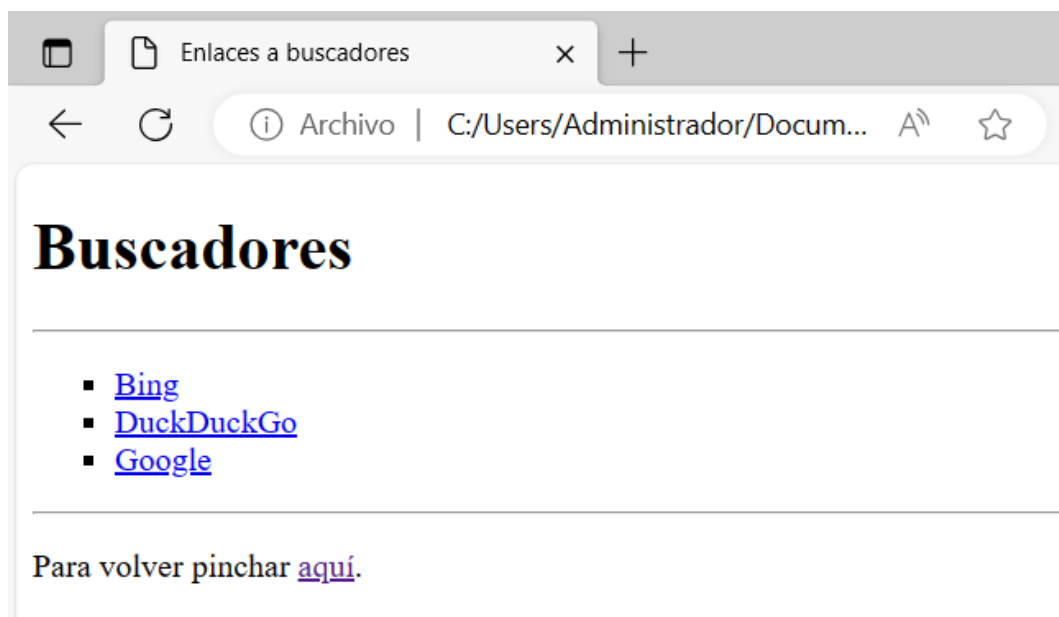 Enlaces a buscadores
Archivo | C:/Users/Administrador/Docum...
Buscadores
Bing
DuckDuckGo
Google
Para volver pinchar aquí.